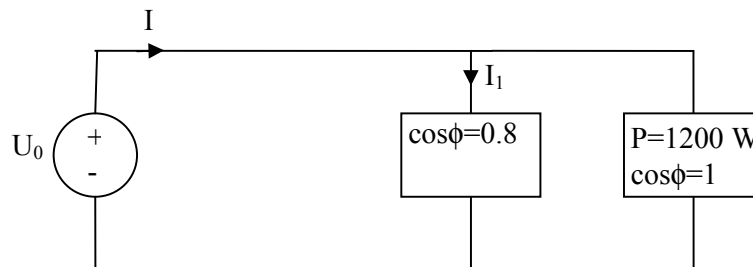 I
I₁
U₀
+
-
cosϕ=0.8
P=1200 W
cosϕ=1